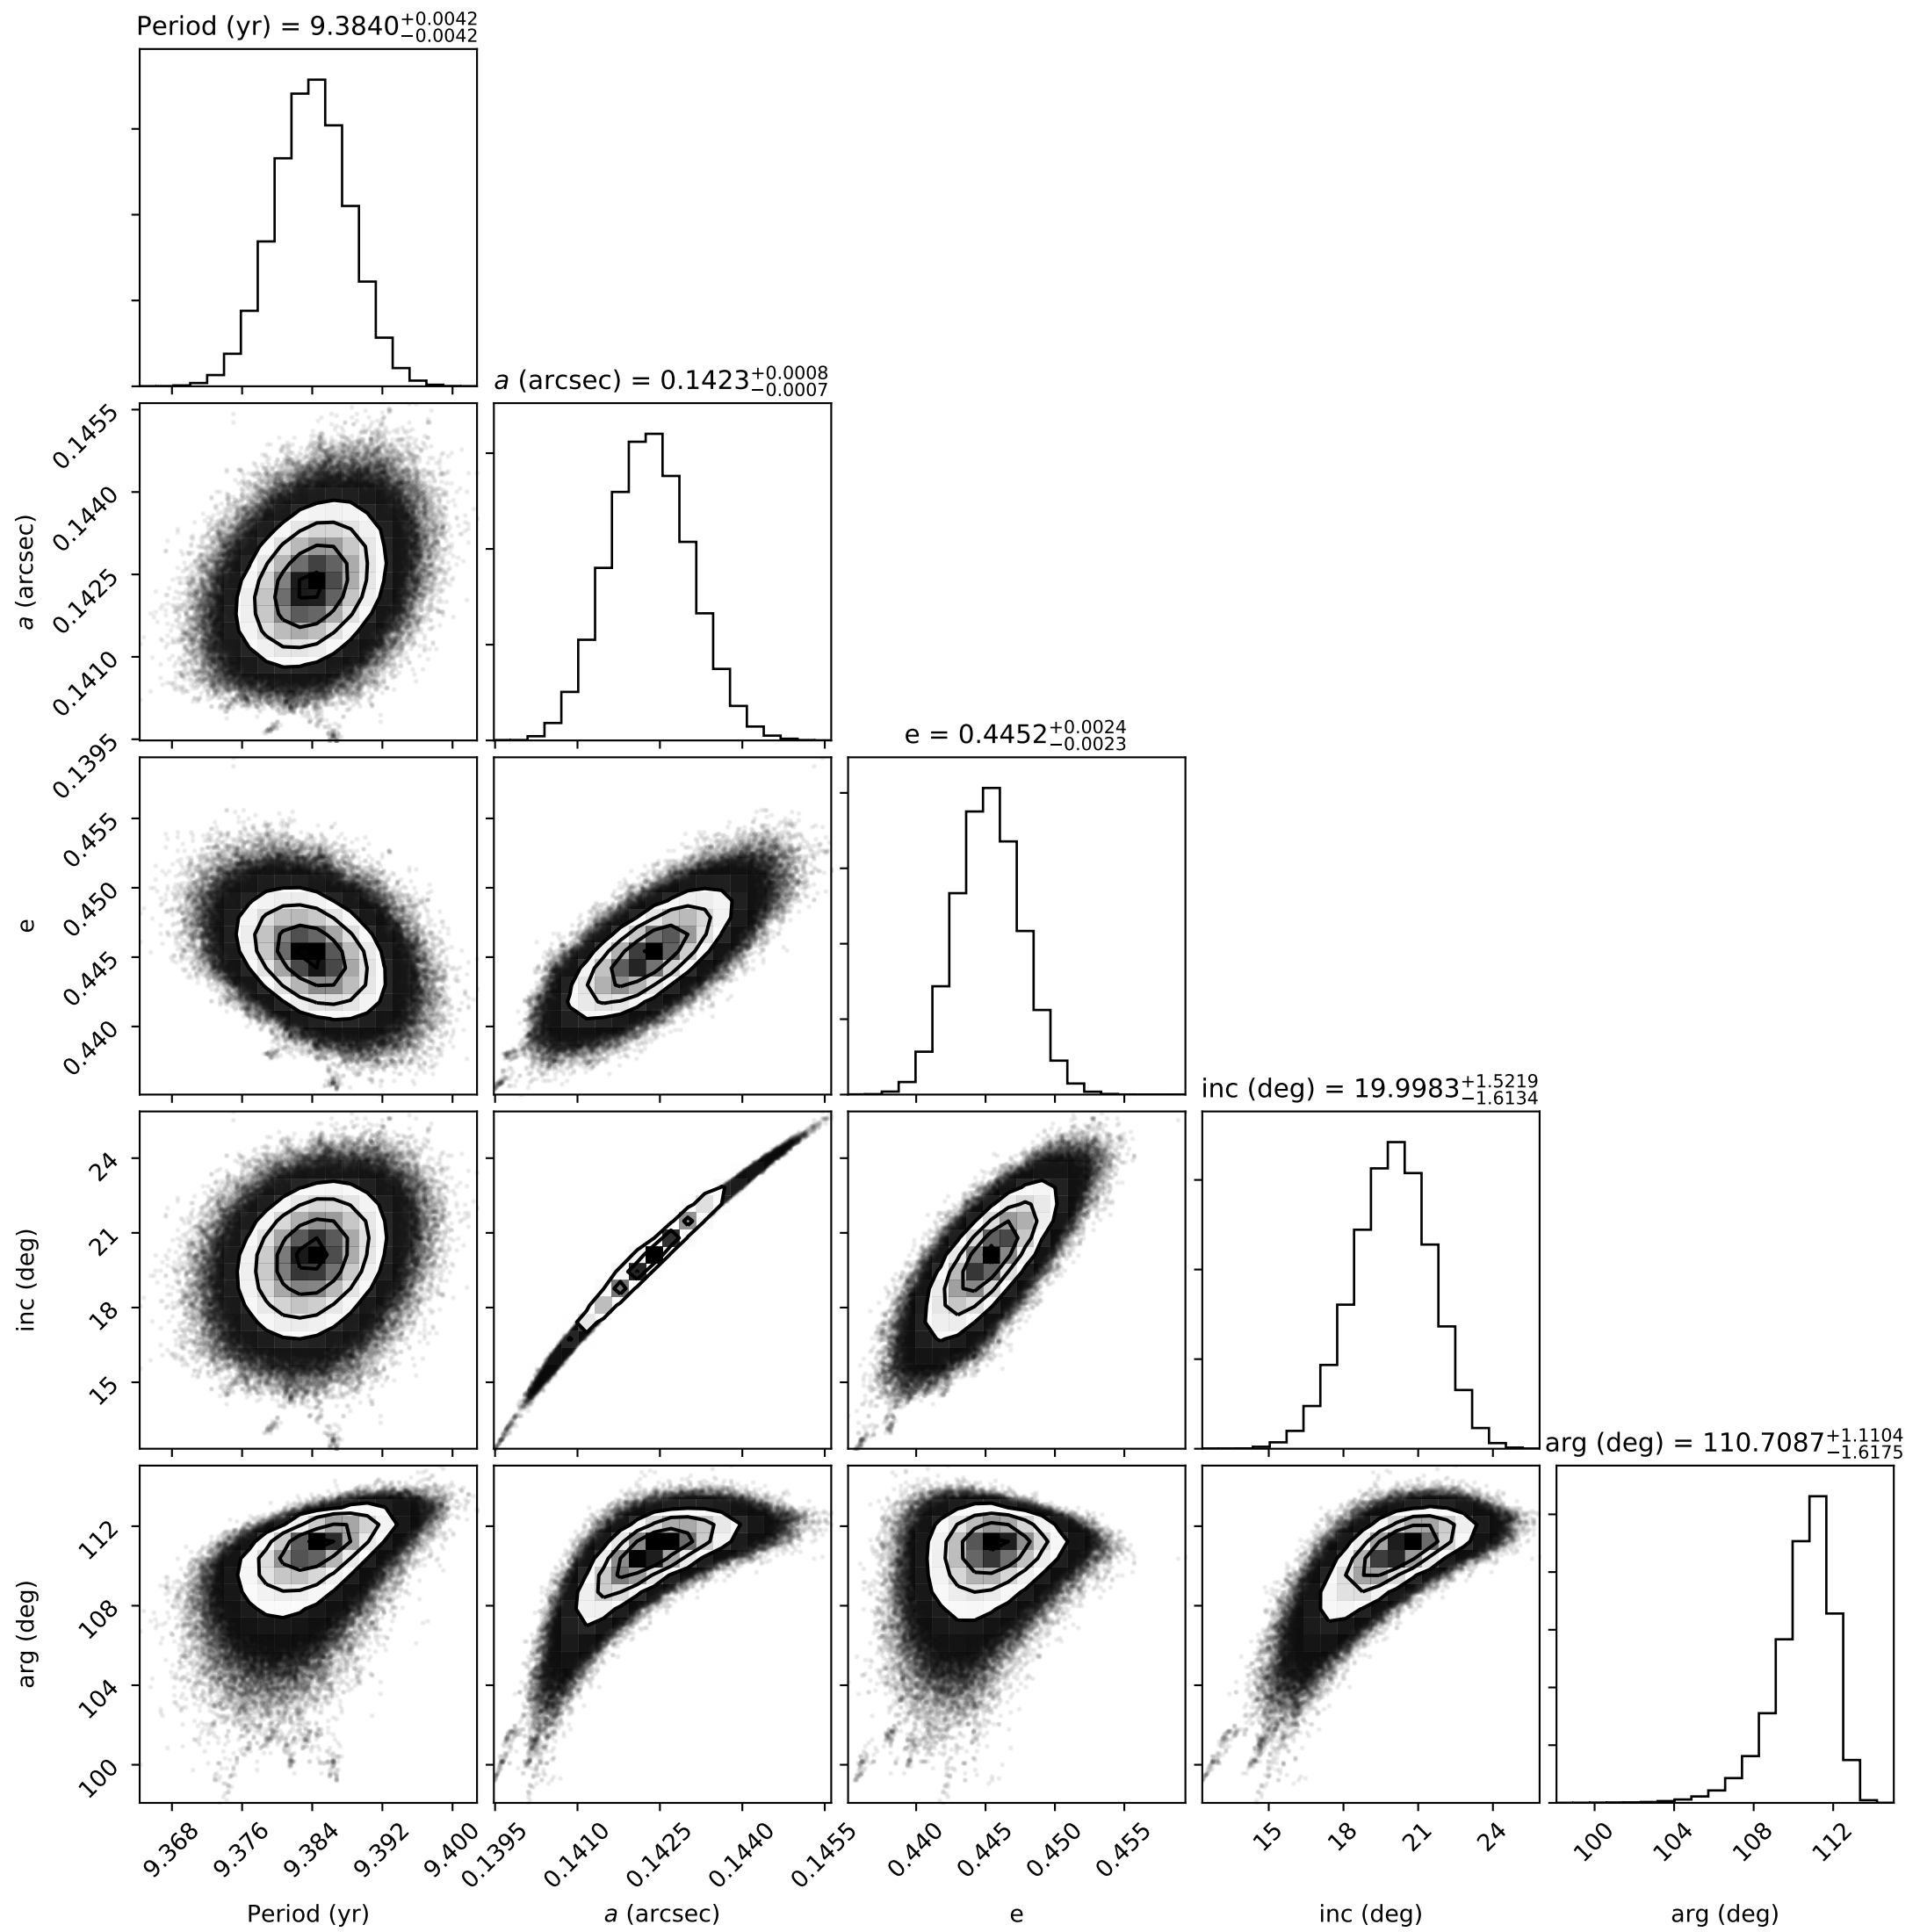 Period (yr) = 9.3840+0.0042−0.0042
a (arcsec) = 0.1423+0.0008−0.0007
0.1455
0.1440
0.1425
0.1410
0.1395
a (arcsec)
e = 0.4452+0.0024−0.0023
0.455
0.450
0.445
0.440
e
inc (deg) = 19.9983+1.5219−1.6134
24
21
18
15
inc (deg)
arg (deg) = 110.7087+1.1104−1.6175
112
108
104
100
arg (deg)
9.368 9.376 9.384 9.392 9.400 0.1395 0.1410 0.1425 0.1440 0.1455 0.440 0.445 0.450 0.455 15 18 21 24 100 104 108 112
Period (yr) a (arcsec) e inc (deg) arg (deg)